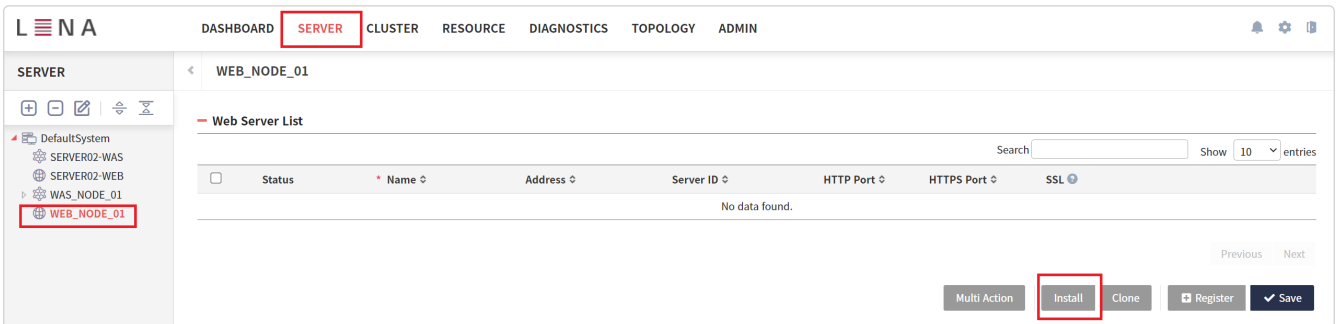 LENA DASHBOARD SERVER CLUSTER RESOURCE DIAGNOSTICS TOPOLOGY ADMIN
SERVER
WEB_NODE_01
DefaultSystem
SERVER02-WAS
SERVER02-WEB
WAS_NODE_01
WEB_NODE_01
Web Server List
Search Show 10 entries
Status * Name Address Server ID HTTP Port HTTPS Port SSL
No data found.
Previous Next
Multi Action Install Clone Register Save